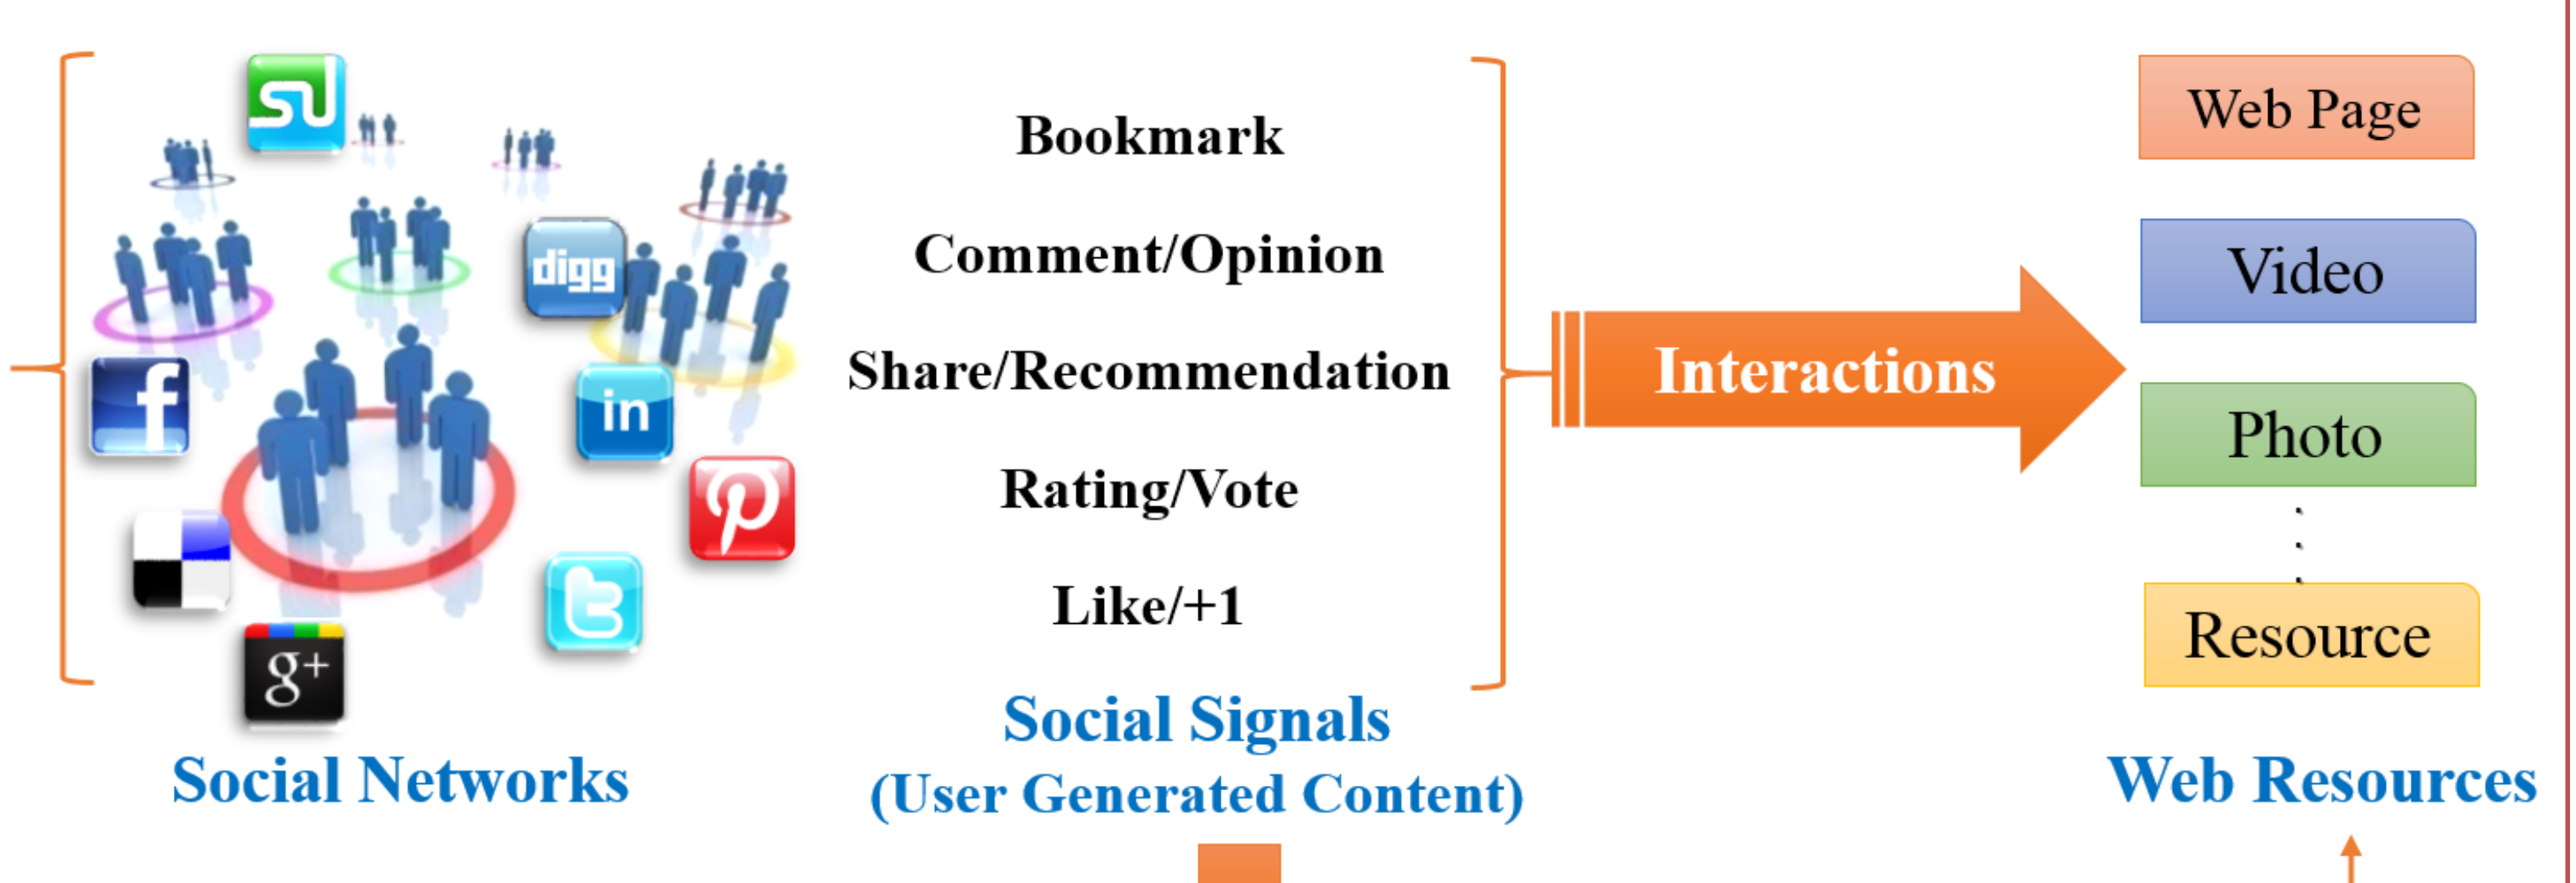 su
digg
f
in
p
t
g+
Social Networks
Bookmark
Comment/Opinion
Share/Recommendation
Rating/Vote
Like/+1
Social Signals
(User Generated Content)
Interactions
Web Page
Video
Photo
Resource
Web Resources